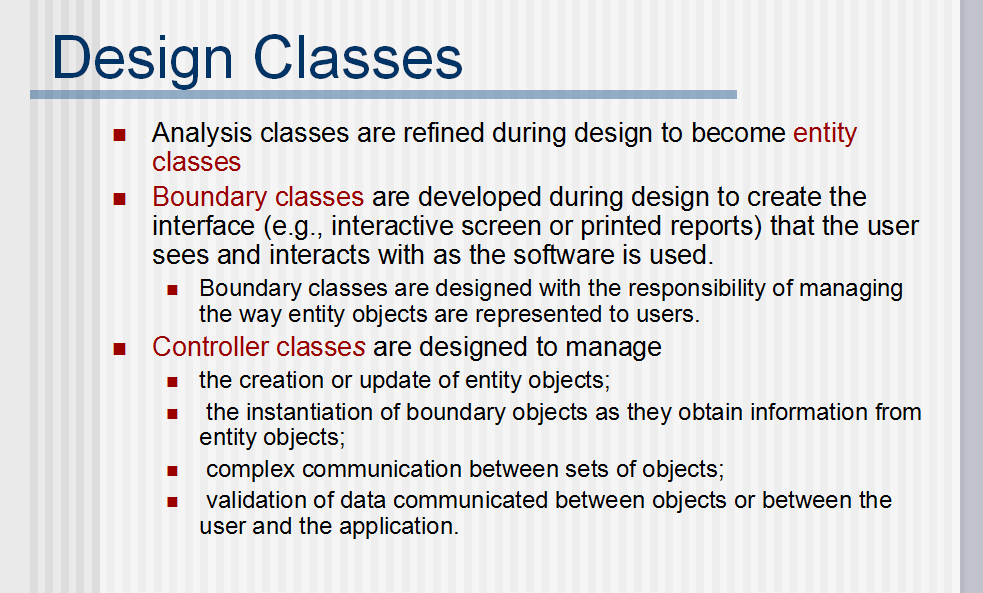 Design Classes
Analysis classes are refined during design to become entity
classes
Boundary classes are developed during design to create the
interface (e.g., interactive screen or printed reports) that the user
sees and interacts with as the software is used.
Boundary classes are designed with the responsibility of managing
the way entity objects are represented to users.
Controller classes are designed to manage
the creation or update of entity objects;
the instantiation of boundary objects as they obtain information from
entity objects;
complex communication between sets of objects;
validation of data communicated between objects or between the
user and the application.